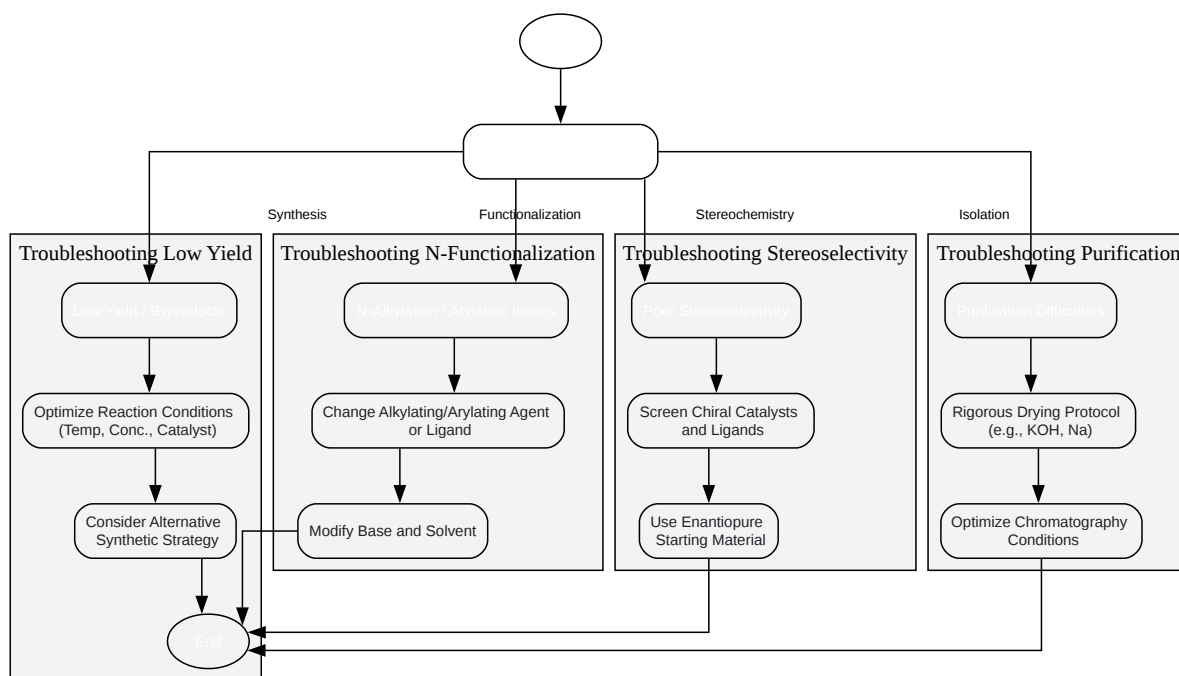 Synthesis
Functionalization
Stereochemistry
Isolation
Troubleshooting Low Yield
Troubleshooting N-Functionalization
Troubleshooting Stereoselectivity
Troubleshooting Purification
Low Yield / Byproducts
N-Alkylation / Arylation Issues
Poor Stereoselectivity
Purification Difficulties
Optimize Reaction Conditions
(Temp, Conc., Catalyst)
Change Alkylating/Arylating Agent
or Ligand
Screen Chiral Catalysts
and Ligands
Rigorous Drying Protocol
(e.g., KOH, Na)
Consider Alternative
Synthetic Strategy
Modify Base and Solvent
Use Enantiopure
Starting Material
Optimize Chromatography
Conditions
End